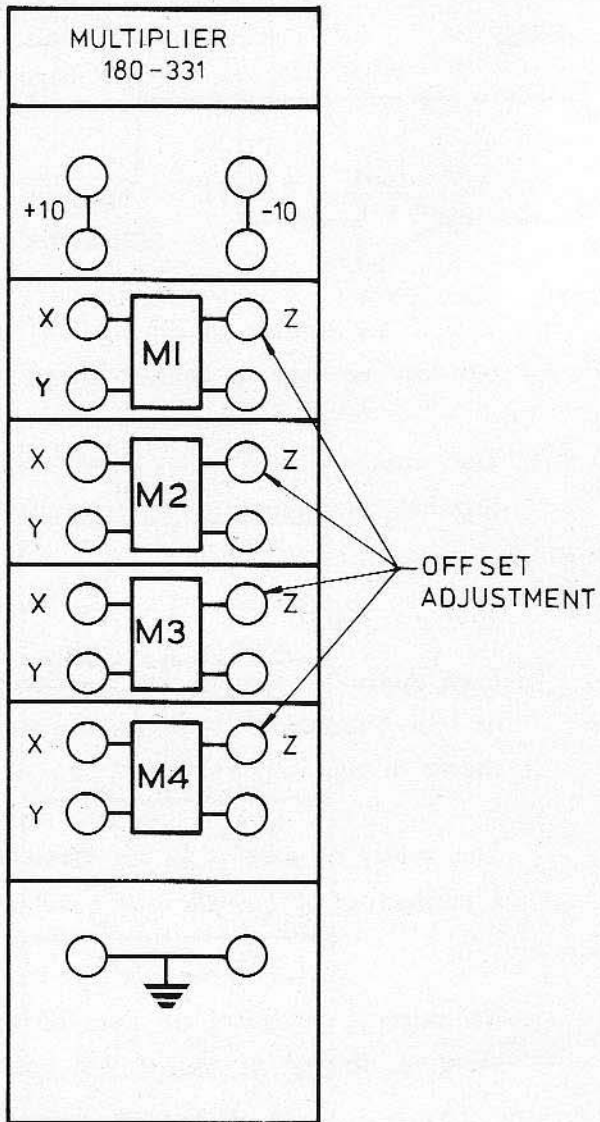 MULTIPLIER
180-331
+10 -10
X M1 Z
Y
X M2 Z
Y
X M3 Z
Y
X M4 Z
Y
OFFSET
ADJUSTMENT